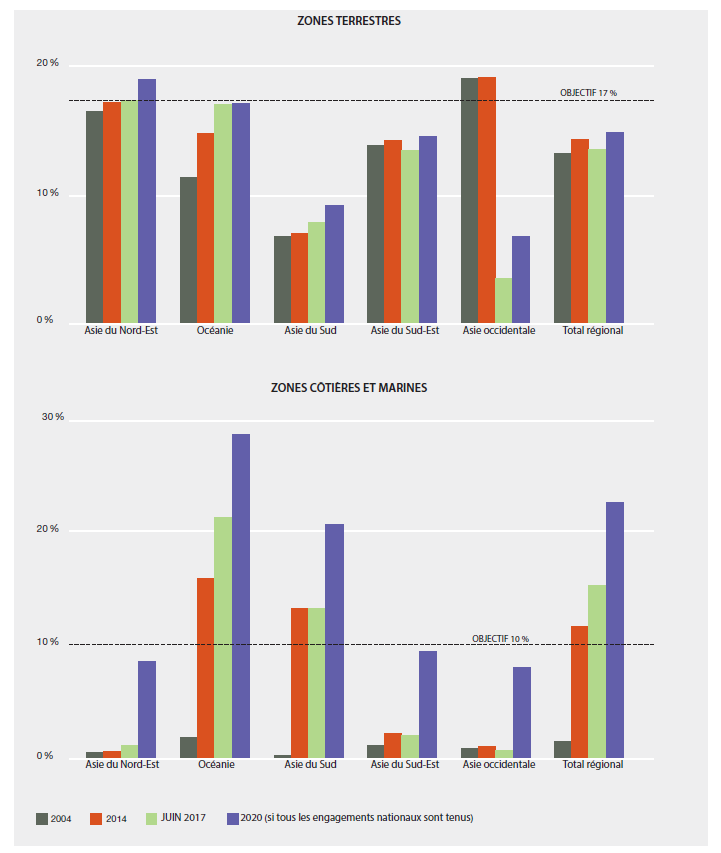 ZONES TERRESTRES
20 %
OBJECTIF 17 %
10 %
0 %
Asie du Nord-Est Océanie Asie du Sud Asie du Sud-Est Asie occidentale Total régional
ZONES CÔTIÈRES ET MARINES
30 %
20 %
OBJECTIF 10 %
10 %
0 %
Asie du Nord-Est Océanie Asie du Sud Asie du Sud-Est Asie occidentale Total régional
2004 2014 JUIN 2017 2020 (si tous les engagements nationaux sont tenus)